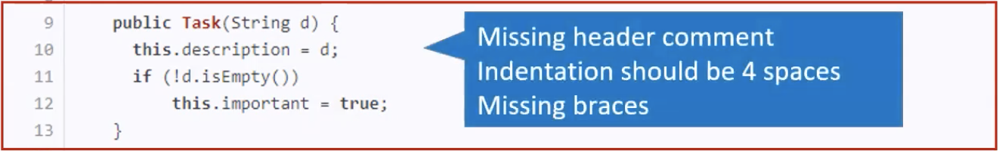 9 public Task(String d) {
10 this.description = d;
11 if (!d.isEmpty())
12 this.important = true;
13 }
Missing header comment
Indentation should be 4 spaces
Missing braces